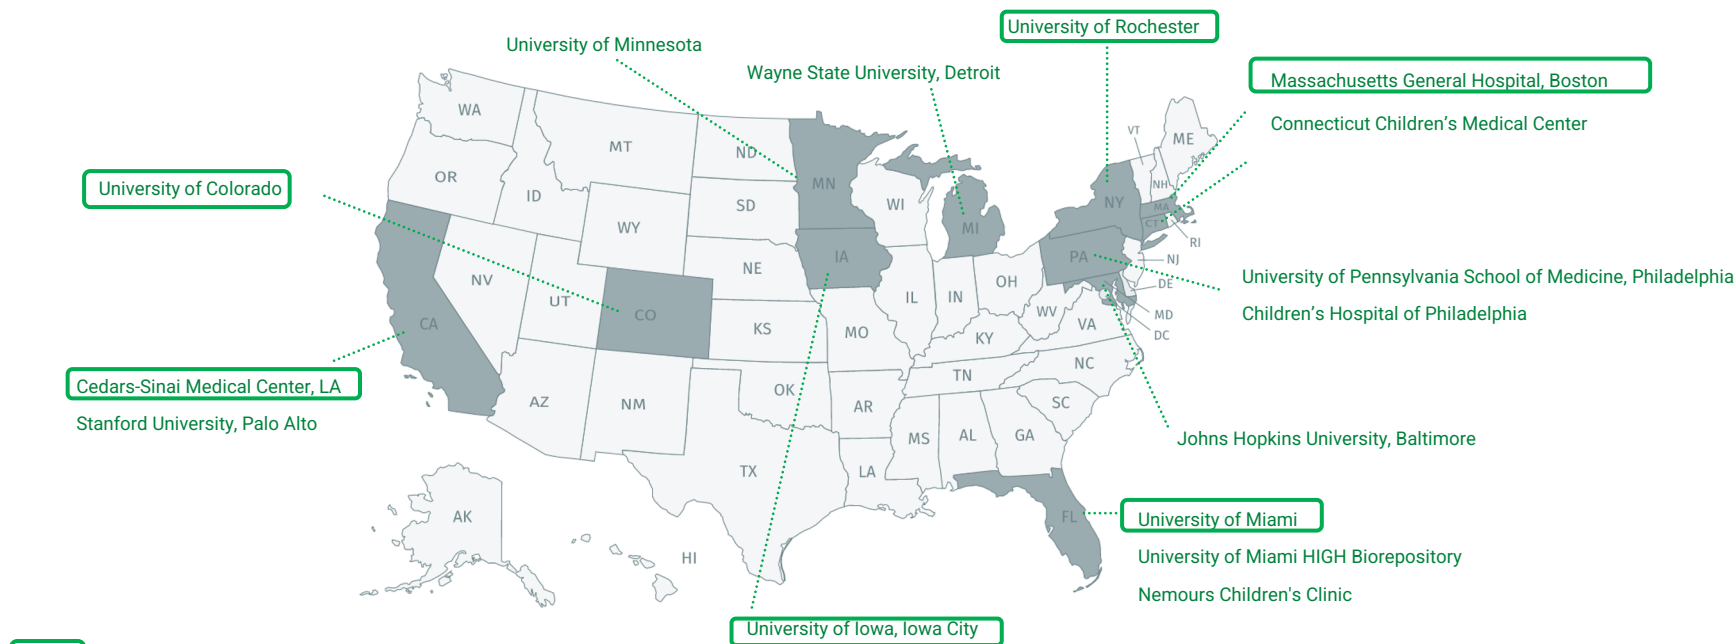 University of Rochester
University of Minnesota
Wayne State University, Detroit
Massachusetts General Hospital, Boston
Connecticut Children’s Medical Center
University of Colorado
University of Pennsylvania School of Medicine, Philadelphia
Children’s Hospital of Philadelphia
Cedars-Sinai Medical Center, LA
Stanford University, Palo Alto
Johns Hopkins University, Baltimore
University of Miami
University of Miami HIGH Biorepository
Nemours Children's Clinic
University of Iowa, Iowa City
WA
MT
ND
MN
VT
ME
OR
ID
SD
WI
NH
NY
MA
WY
MI
CT
RI
IA
PA
NJ
NE
NV
UT
OH
DE
IL
IN
CO
CA
KS
MO
WV
VA
MD
DC
KY
NC
TN
OK
AZ
NM
AR
SC
MS
AL
GA
TX
LA
AK
FL
HI